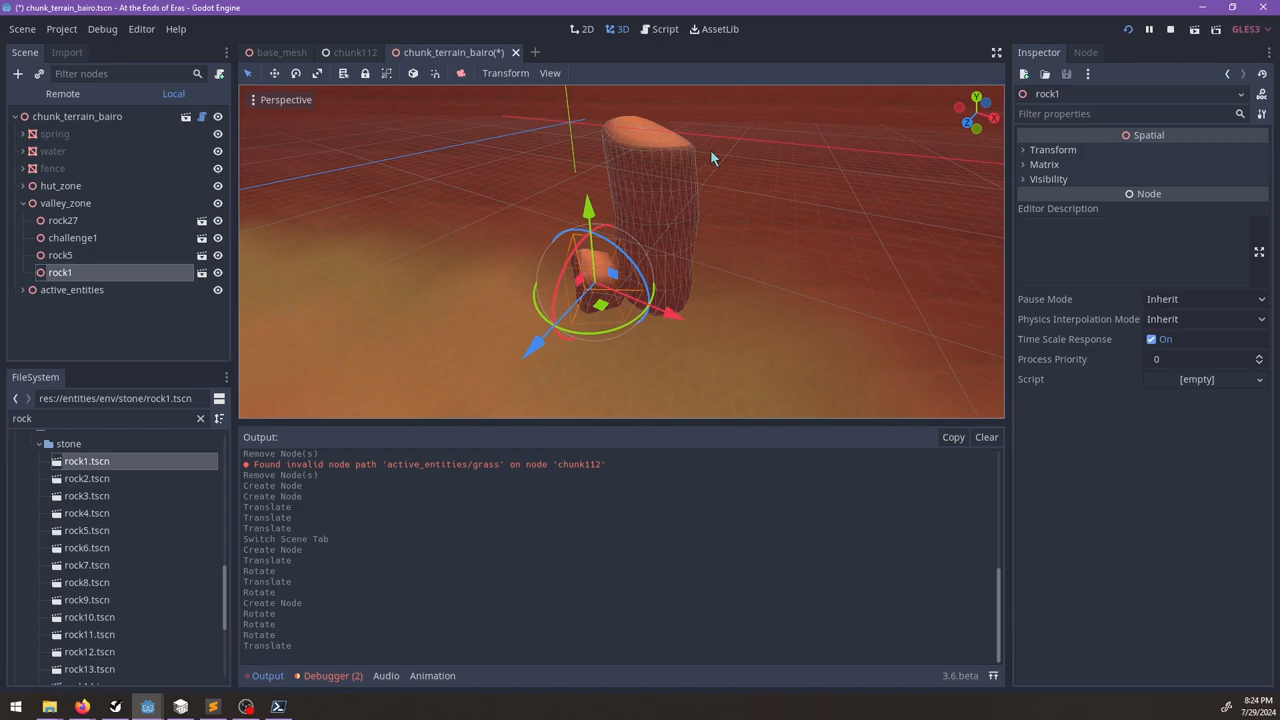 (*) chunk_terrain_bairo.tscn - At the Ends of Eras - Godot Engine
Scene Project Debug Editor Help
2D 3D Script AssetLib
GLES3
Scene Import
base_mesh chunk112 chunk_terrain_bairo(*)
Inspector Node
Filter nodes
Transform View
Remote Local
Perspective
Y
X
Z
rock1
Filter properties
chunk_terrain_bairo
spring
water
fence
hut_zone
valley_zone
rock27
challenge1
rock5
rock1
active_entities
Spatial
Transform
Matrix
Visibility
Node
Editor Description
Pause Mode Inherit
Physics Interpolation Mode Inherit
Time Scale Response On
Process Priority 0
Script [empty]
FileSystem
res://entities/env/stone/rock1.tscn
rock
stone
rock1.tscn
rock2.tscn
rock3.tscn
rock4.tscn
rock5.tscn
rock6.tscn
rock7.tscn
rock8.tscn
rock9.tscn
rock10.tscn
rock11.tscn
rock12.tscn
rock13.tscn
Output: Copy Clear
Remove Node(s)
Found invalid node path 'active_entities/grass' on node 'chunk112'
Remove Node(s)
Create Node
Create Node
Translate
Translate
Translate
Switch Scene Tab
Create Node
Translate
Rotate
Translate
Rotate
Create Node
Rotate
Rotate
Rotate
Translate
Output Debugger (2) Audio Animation 3.6.beta
8:24 PM
7/29/2024